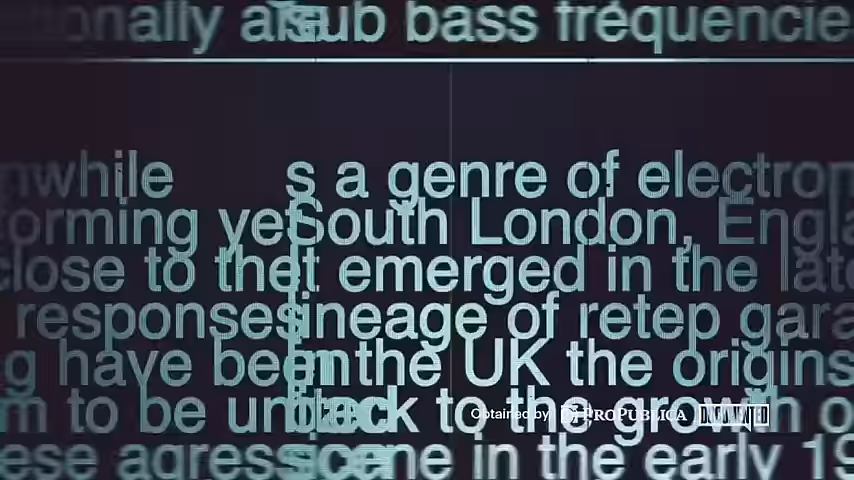 onally are sub bass frequencie
nwhile s a genre of electron
orming yet South London, Engla
close to the t emerged in the late
responses ineage of retep gara
g have been in the UK the origins
m to be un back to the growth o
ese agress scene in the early 19
Obtained by PROPUBLICA